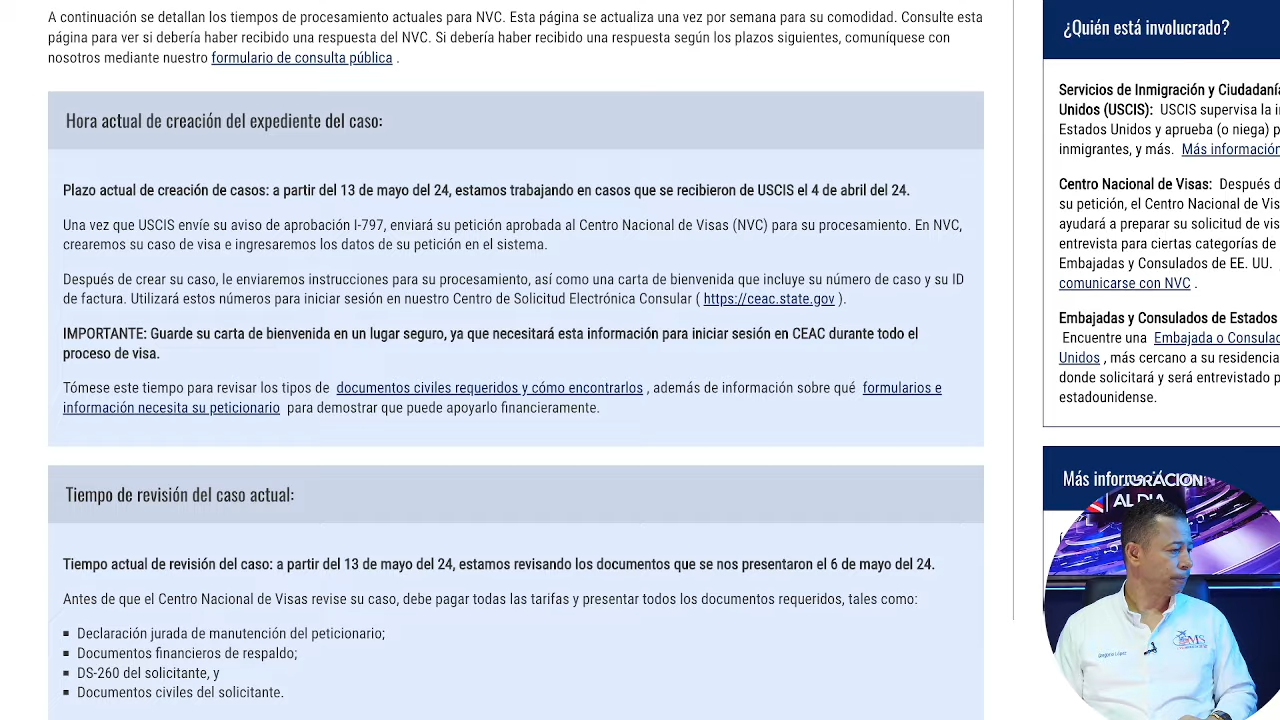 A continuación se detallan los tiempos de procesamiento actuales para NVC. Esta página se actualiza una vez por semana para su comodidad. Consulte esta
página para ver si debería haber recibido una respuesta del NVC. Si debería haber recibido una respuesta según los plazos siguientes, comuníquese con
nosotros mediante nuestro formulario de consulta pública .
Hora actual de creación del expediente del caso:
Plazo actual de creación de casos: a partir del 13 de mayo del 24, estamos trabajando en casos que se recibieron de USCIS el 4 de abril del 24.
Una vez que USCIS envíe su aviso de aprobación I-797, enviará su petición aprobada al Centro Nacional de Visas (NVC) para su procesamiento. En NVC,
crearemos su caso de visa e ingresaremos los datos de su petición en el sistema.
Después de crear su caso, le enviaremos instrucciones para su procesamiento, así como una carta de bienvenida que incluye su número de caso y su ID
de factura. Utilizará estos números para iniciar sesión en nuestro Centro de Solicitud Electrónica Consular ( https://ceac.state.gov ).
IMPORTANTE: Guarde su carta de bienvenida en un lugar seguro, ya que necesitará esta información para iniciar sesión en CEAC durante todo el
proceso de visa.
Tómese este tiempo para revisar los tipos de documentos civiles requeridos y cómo encontrarlos , además de información sobre qué formularios e
información necesita su peticionario para demostrar que puede apoyarlo financieramente.
Tiempo de revisión del caso actual:
Tiempo actual de revisión del caso: a partir del 13 de mayo del 24, estamos revisando los documentos que se nos presentaron el 6 de mayo del 24.
Antes de que el Centro Nacional de Visas revise su caso, debe pagar todas las tarifas y presentar todos los documentos requeridos, tales como:
Declaración jurada de manutención del peticionario;
Documentos financieros de respaldo;
DS-260 del solicitante, y
Documentos civiles del solicitante.
¿Quién está involucrado?
Servicios de Inmigración y Ciudadaní
Unidos (USCIS): USCIS supervisa la i
Estados Unidos y aprueba (o niega) p
inmigrantes, y más. Más informació
Centro Nacional de Visas: Después d
su petición, el Centro Nacional de Vis
ayudará a preparar su solicitud de vis
entrevista para ciertas categorías de
Embajadas y Consulados de EE. UU.
comunicarse con NVC .
Embajadas y Consulados de Estados
Encuentre una Embajada o Consulad
Unidos , más cercano a su residencia
donde solicitará y será entrevistado p
estadounidense.
Más
AL DIA
Gregorio López